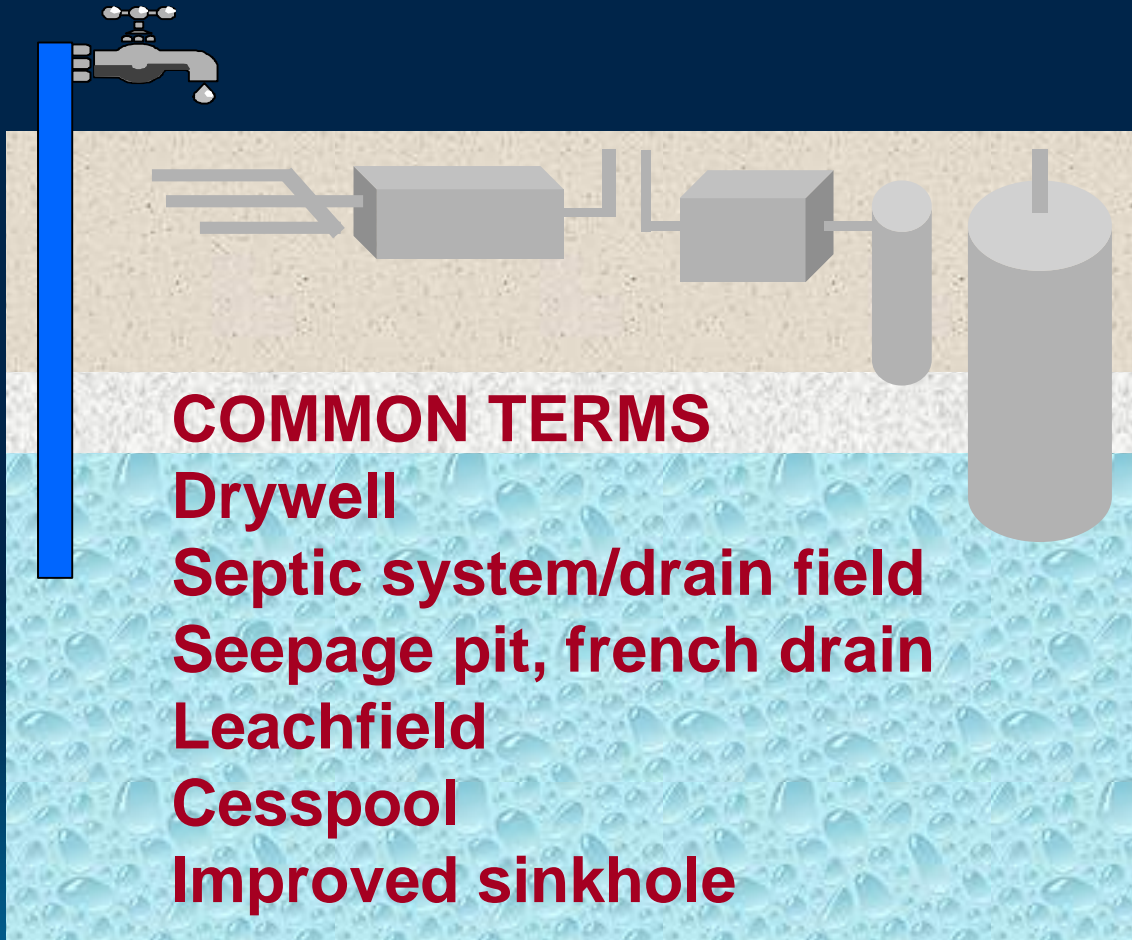 COMMON TERMS
Drywell
Septic system/drain field
Seepage pit, french drain
Leachfield
Cesspool
Improved sinkhole